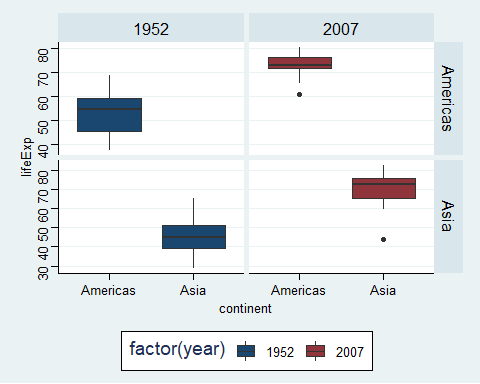 1952 2007
80
70
60
50
40
Americas
lifeExp
80
70
60
50
40
30
Asia
Americas Asia Americas Asia
continent
factor(year) 1952 2007